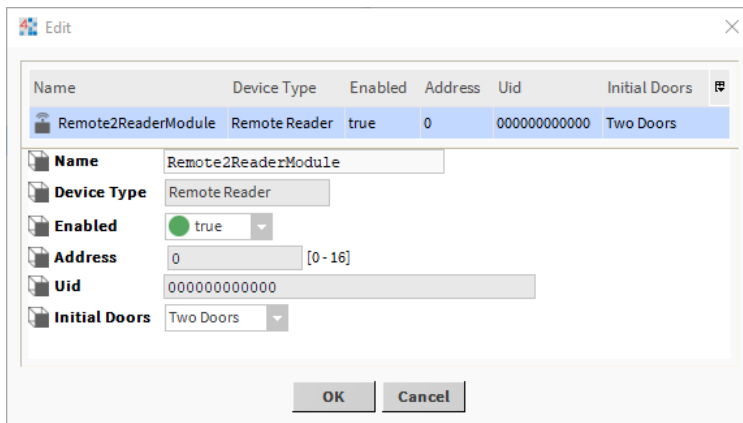 Edit
Name Device Type Enabled Address Uid Initial Doors
Remote2ReaderModule Remote Reader true 0 000000000000 Two Doors
Name Remote2ReaderModule
Device Type Remote Reader
Enabled true
Address 0 [0 - 16]
Uid 000000000000
Initial Doors Two Doors
OK Cancel